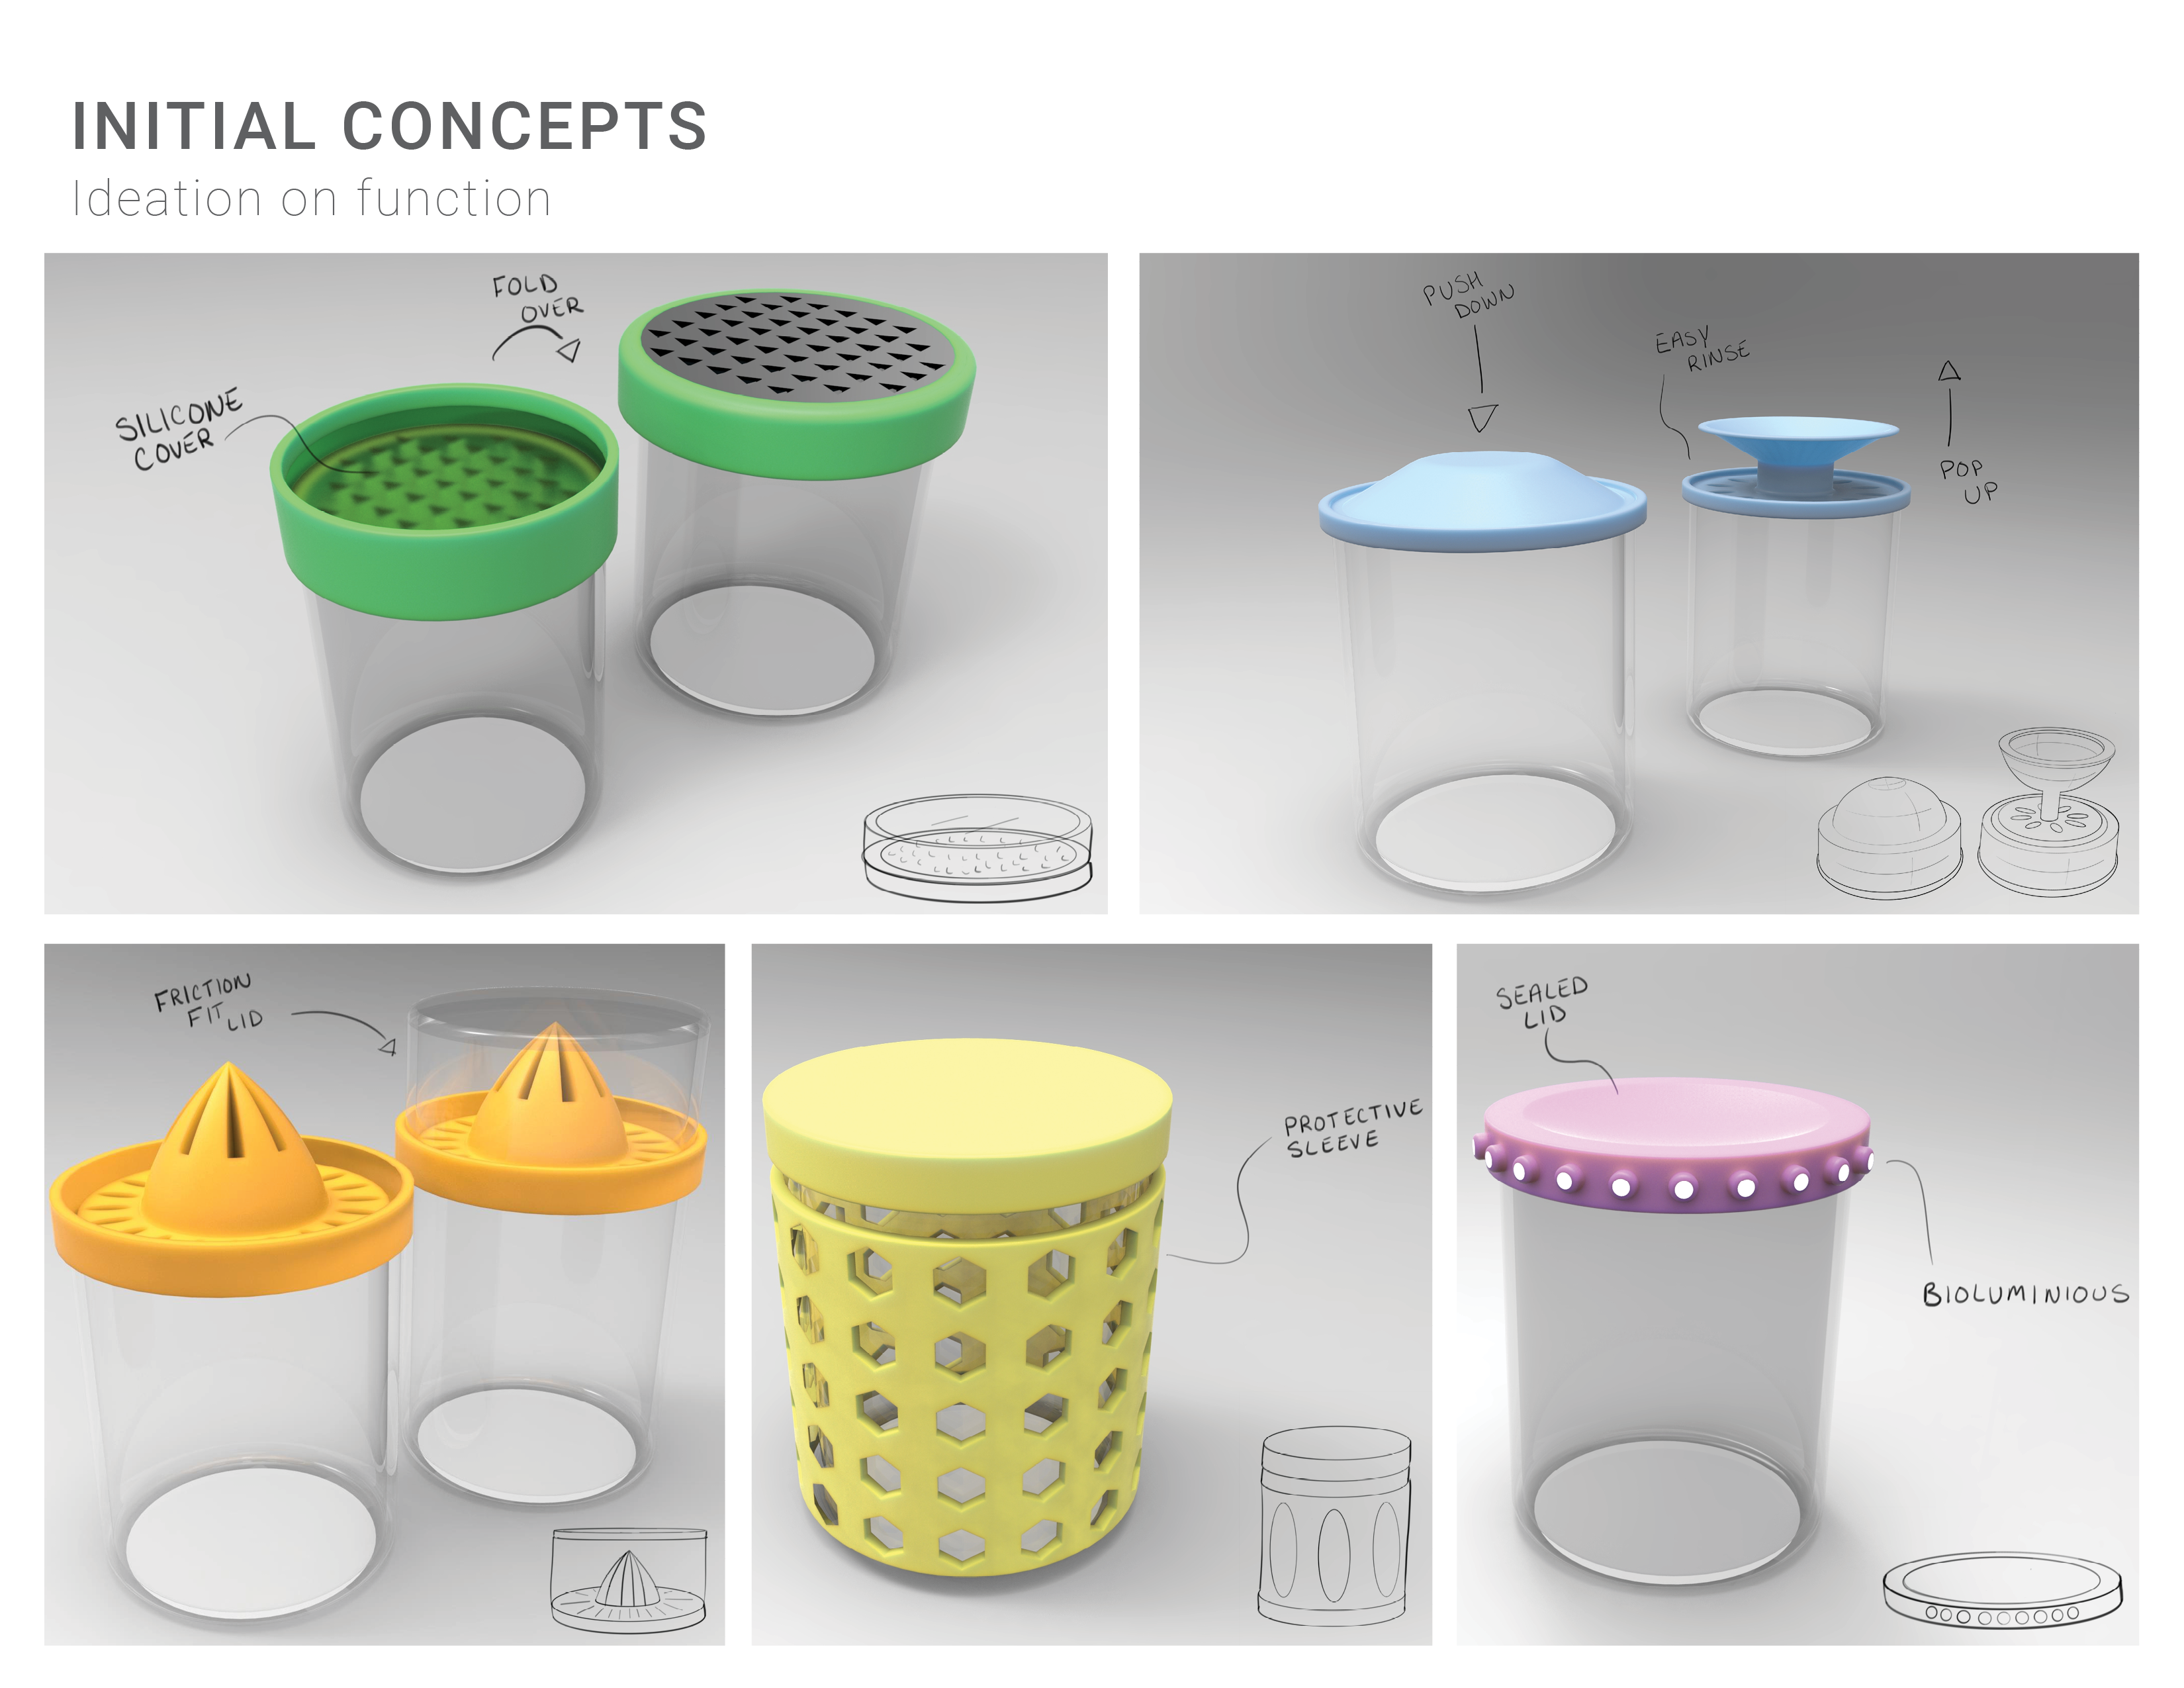 INITIAL CONCEPTS
Ideation on function
FOLD
OVER
SILICONE
COVER
PUSH
DOWN
EASY
RINSE
POP
UP
FRICTION
FIT LID
PROTECTIVE
SLEEVE
SEALED
LID
BIOLUMINIOUS